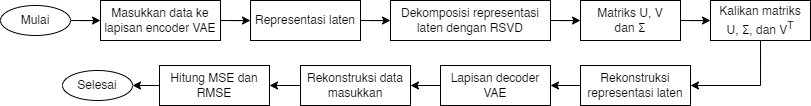 Mulai
Masukkan data ke
lapisan encoder VAE
Representasi laten
Dekomposisi representasi
laten dengan RSVD
Matriks U, V
dan Σ
Kalikan matriks
U, Σ, dan Vᵀ
Rekonstruksi
representasi laten
Lapisan decoder
VAE
Rekonstruksi data
masukkan
Hitung MSE dan
RMSE
Selesai